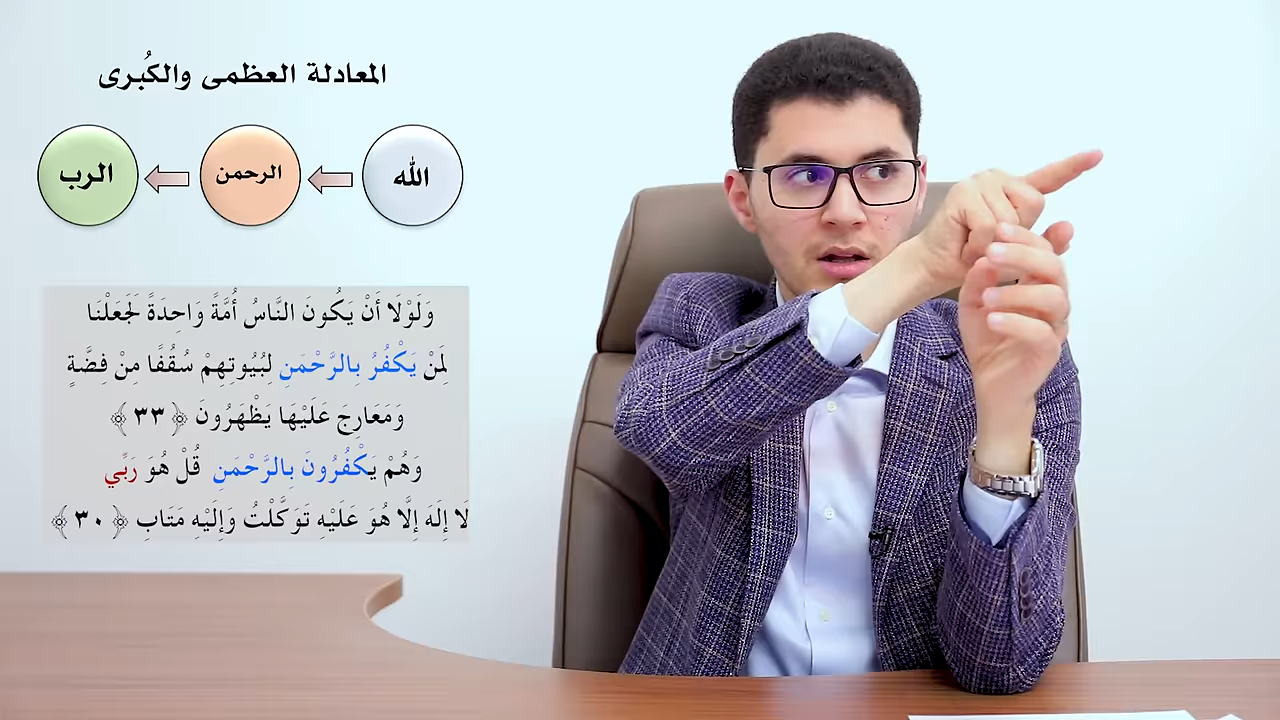 المعادلة العظمى والكُبرى
الله
الرحمن
الرب
وَلَوْلَا أَنْ يَكُونَ النَّاسُ أُمَّةً وَاحِدَةً لَجَعَلْنَا
لِمَنْ يَكْفُرُ بِالرَّحْمَنِ لِبُيُوتِهِمْ سُقُفًا مِنْ فِضَّةٍ
وَمَعَارِجَ عَلَيْهَا يَظْهَرُونَ ﴿٣٣﴾
وَهُمْ يَكْفُرُونَ بِالرَّحْمَنِ قُلْ هُوَ رَبِّي
لَا إِلَهَ إِلَّا هُوَ عَلَيْهِ تَوَكَّلْتُ وَإِلَيْهِ مَتَابِ ﴿٣٠﴾